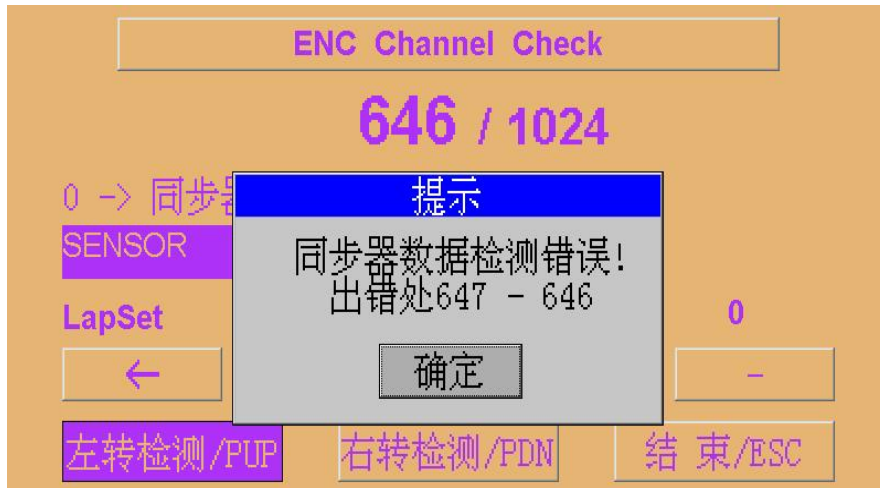 ENC Channel Check
646 / 1024
0 -> 同步
提示
SENSOR
同步器数据检测错误!
出错处647 - 646
LapSet
0
确定
←
-
左转检测/PUP
右转检测/PDN
结 束/ESC